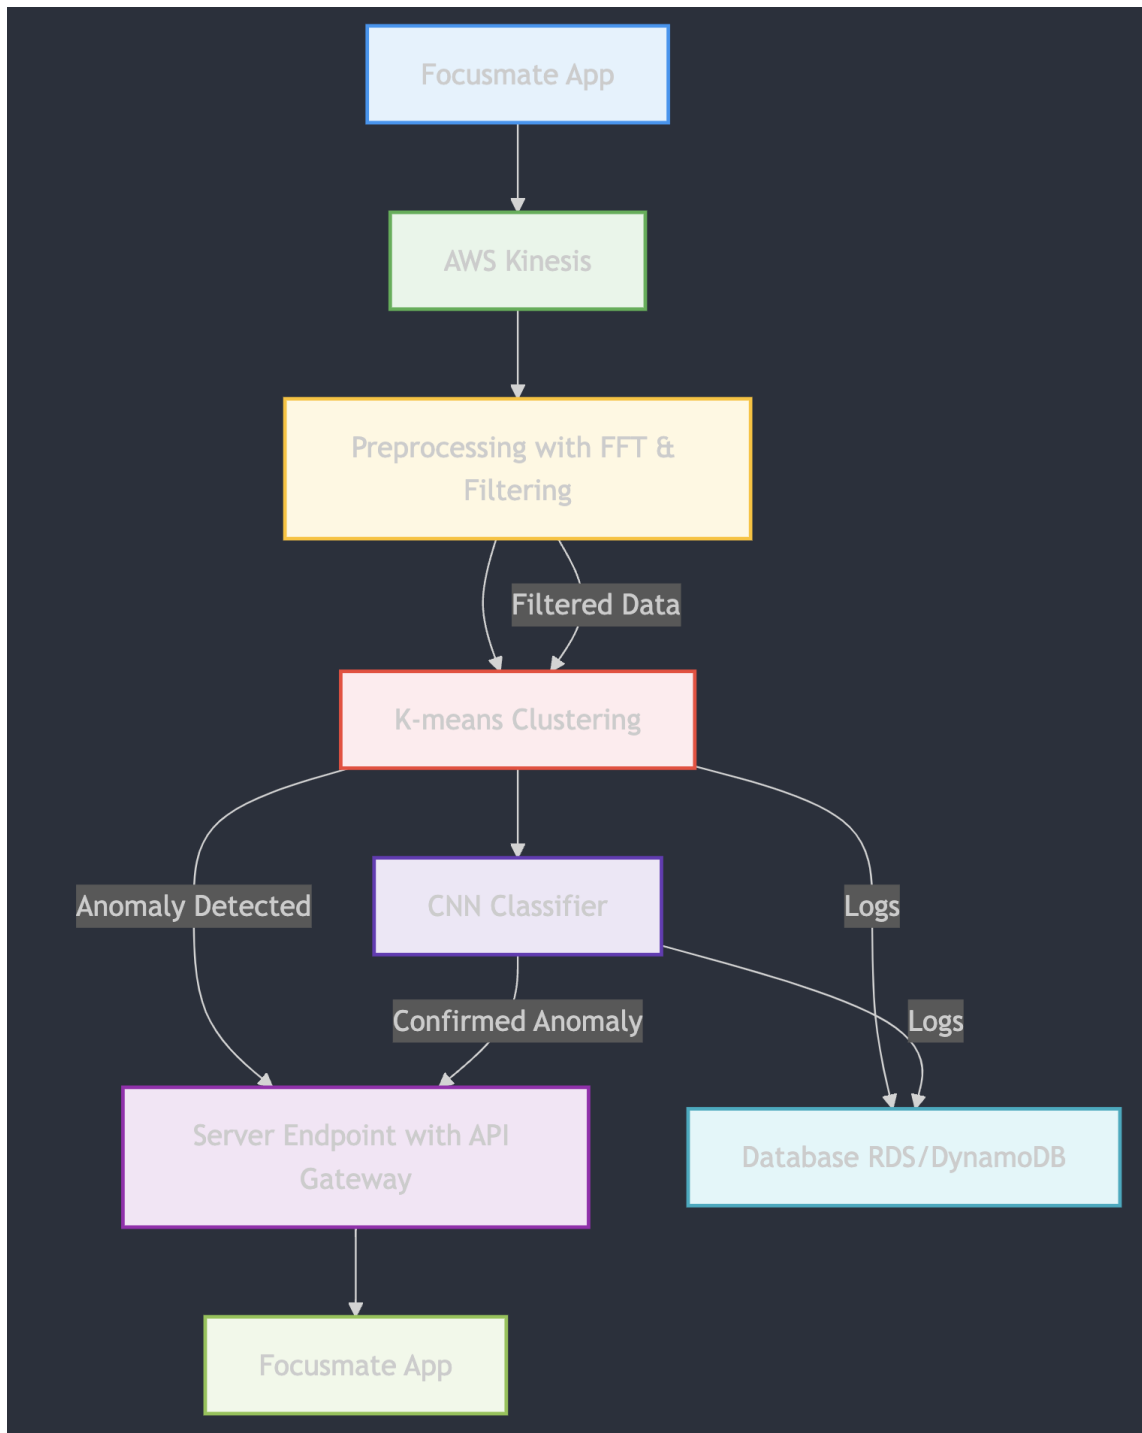 Focusmate App
AWS Kinesis
Preprocessing with FFT &
Filtering
Filtered Data
K-means Clustering
Anomaly Detected
CNN Classifier
Logs
Confirmed Anomaly
Logs
Server Endpoint with API
Gateway
Database RDS/DynamoDB
Focusmate App